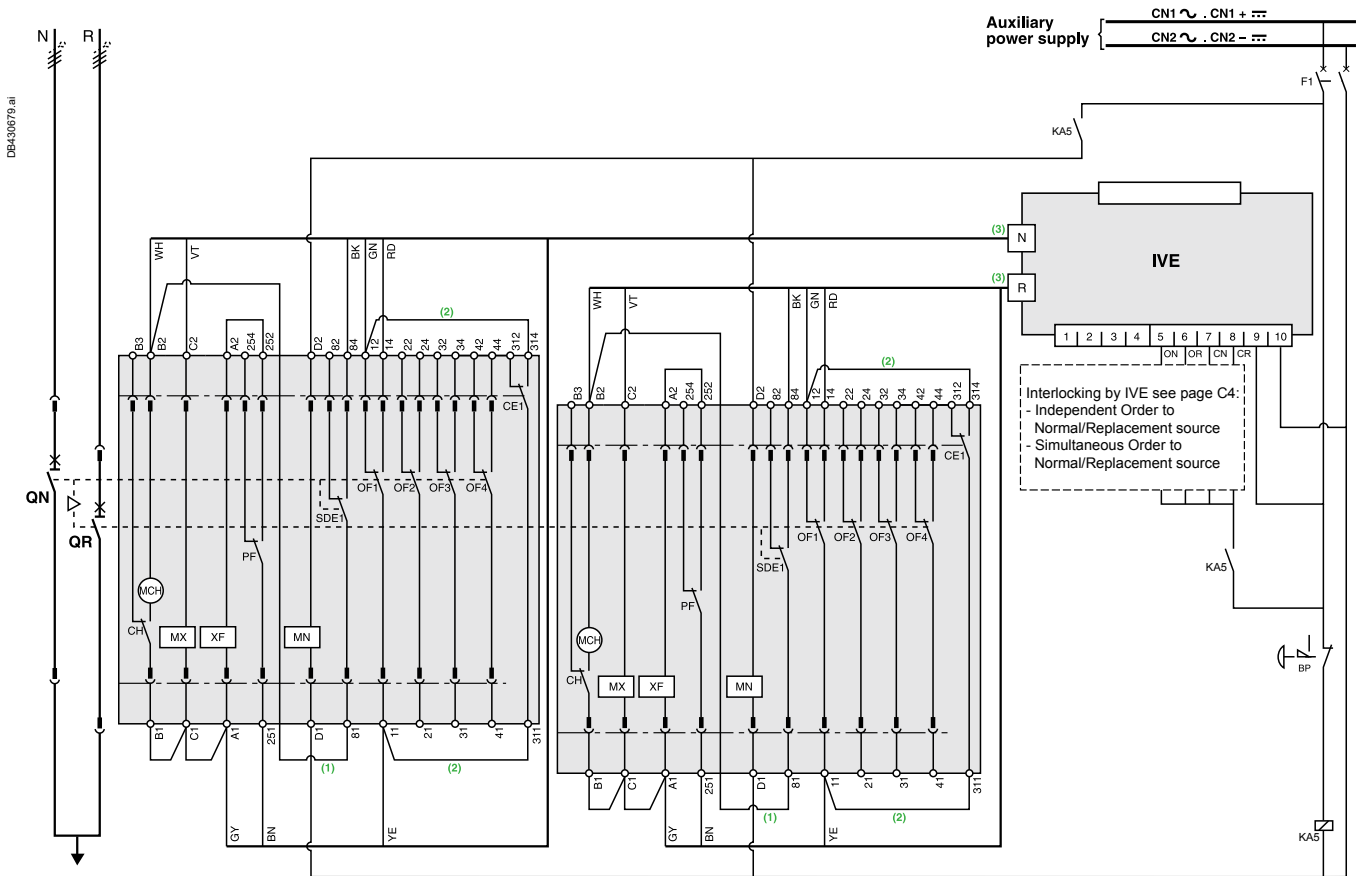 DB430679.ai
N
R
Auxiliary
power supply
CN1 ~ . CN1 +
CN2 ~ . CN2 –
F1
KA5
IVE
(3) N
(3) R
1 2 3 4 5 6 7 8 9 10
ON OR CN CR
Interlocking by IVE see page C4:
- Independent Order to
Normal/Replacement source
- Simultaneous Order to
Normal/Replacement source
KA5
BP
KA5
QN
QR
WH VT BK GN RD
(2)
B3 B2 C2 A2 254 252 D2 82 84 12 14 22 24 32 34 42 44 312 314
CE1
OF1 OF2 OF3 OF4
SDE1
PF
MCH
CH
MX XF MN
B1 C1 A1 251 D1 81 11 21 31 41 311
(1) (2)
GY BN YE
WH VT BK GN RD
(2)
B3 B2 C2 A2 254 252 D2 82 84 12 14 22 24 32 34 42 44 312 314
CE1
OF1 OF2 OF3 OF4
SDE1
PF
MCH
CH
MX XF MN
B1 C1 A1 251 D1 81 11 21 31 41 311
(1) (2)
GY BN YE